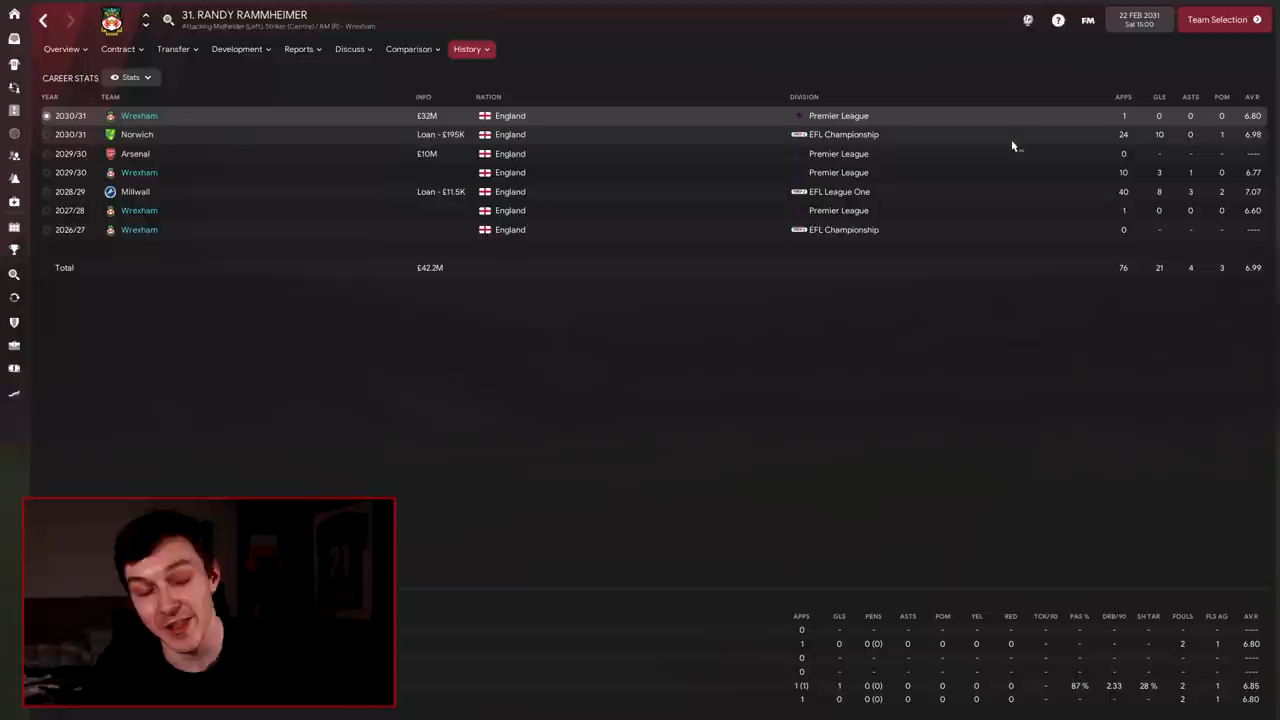 31. RANDY RAMMHEIMER
Attacking Midfielder (Left), Striker (Centre) / AM (R) - Wrexham
FM
22 FEB 2031
Sat 15:00
Team Selection
Overview Contract Transfer Development Reports Discuss Comparison History
CAREER STATS Stats
YEAR TEAM INFO NATION DIVISION APPS GLS ASTS POM AVR
2030/31 Wrexham £32M England Premier League 1 0 0 0 6.80
2030/31 Norwich Loan - £195K England EFL Championship 24 10 0 1 6.98
2029/30 Arsenal £10M England Premier League 0 - - - ----
2029/30 Wrexham England Premier League 10 3 1 0 6.77
2028/29 Millwall Loan - £11.5K England EFL League One 40 8 3 2 7.07
2027/28 Wrexham England Premier League 1 0 0 0 6.60
2026/27 Wrexham England EFL Championship 0 - - - ----
Total £42.2M 76 21 4 3 6.99
21
APPS GLS PENS ASTS POM YEL RED TCK/90 PAS % DRB/90 SH TAR FOULS FLS AG AVR
0 - - - - - - - - - - - - ----
1 0 0 (0) 0 0 0 0 - - - - 2 1 6.80
0 - - - - - - - - - - - - ----
0 - - - - - - - - - - - - ----
1 (1) 1 0 (0) 0 0 0 0 - 87 % 2.33 28 % 2 1 6.85
1 0 0 (0) 0 0 0 0 - - - - 2 1 6.80